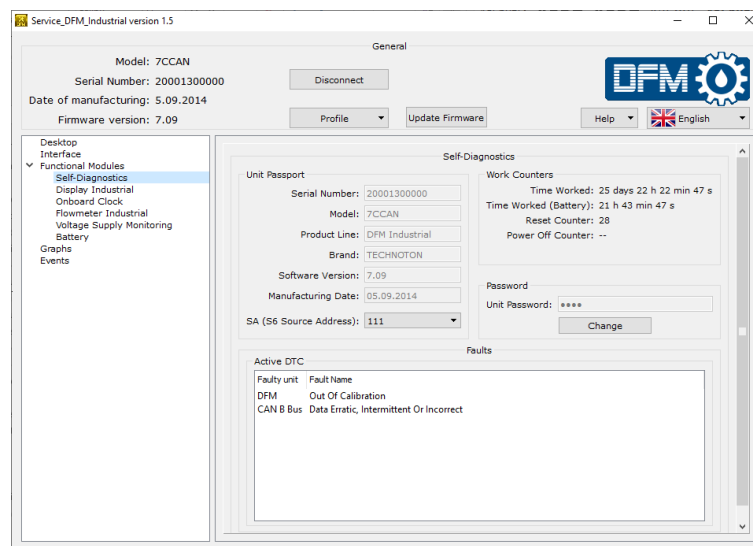 Service_DFM_Industrial version 1.5
General
Model: 7CCAN
Serial Number: 20001300000
Date of manufacturing: 5.09.2014
Firmware version: 7.09
Disconnect
Profile
Update Firmware
DFM
Help
English
Desktop
Interface
Functional Modules
Self-Diagnostics
Display Industrial
Onboard Clock
Flowmeter Industrial
Voltage Supply Monitoring
Battery
Graphs
Events
Self-Diagnostics
Unit Passport
Serial Number: 20001300000
Model: 7CCAN
Product Line: DFM Industrial
Brand: TECHNOTON
Software Version: 7.09
Manufacturing Date: 05.09.2014
SA (S6 Source Address): 111
Work Counters
Time Worked: 25 days 22 h 22 min 47 s
Time Worked (Battery): 21 h 43 min 47 s
Reset Counter: 28
Power Off Counter: --
Password
Unit Password: ●●●●
Change
Faults
Active DTC
Faulty unit Fault Name
DFM Out Of Calibration
CAN B Bus Data Erratic, Intermittent Or Incorrect